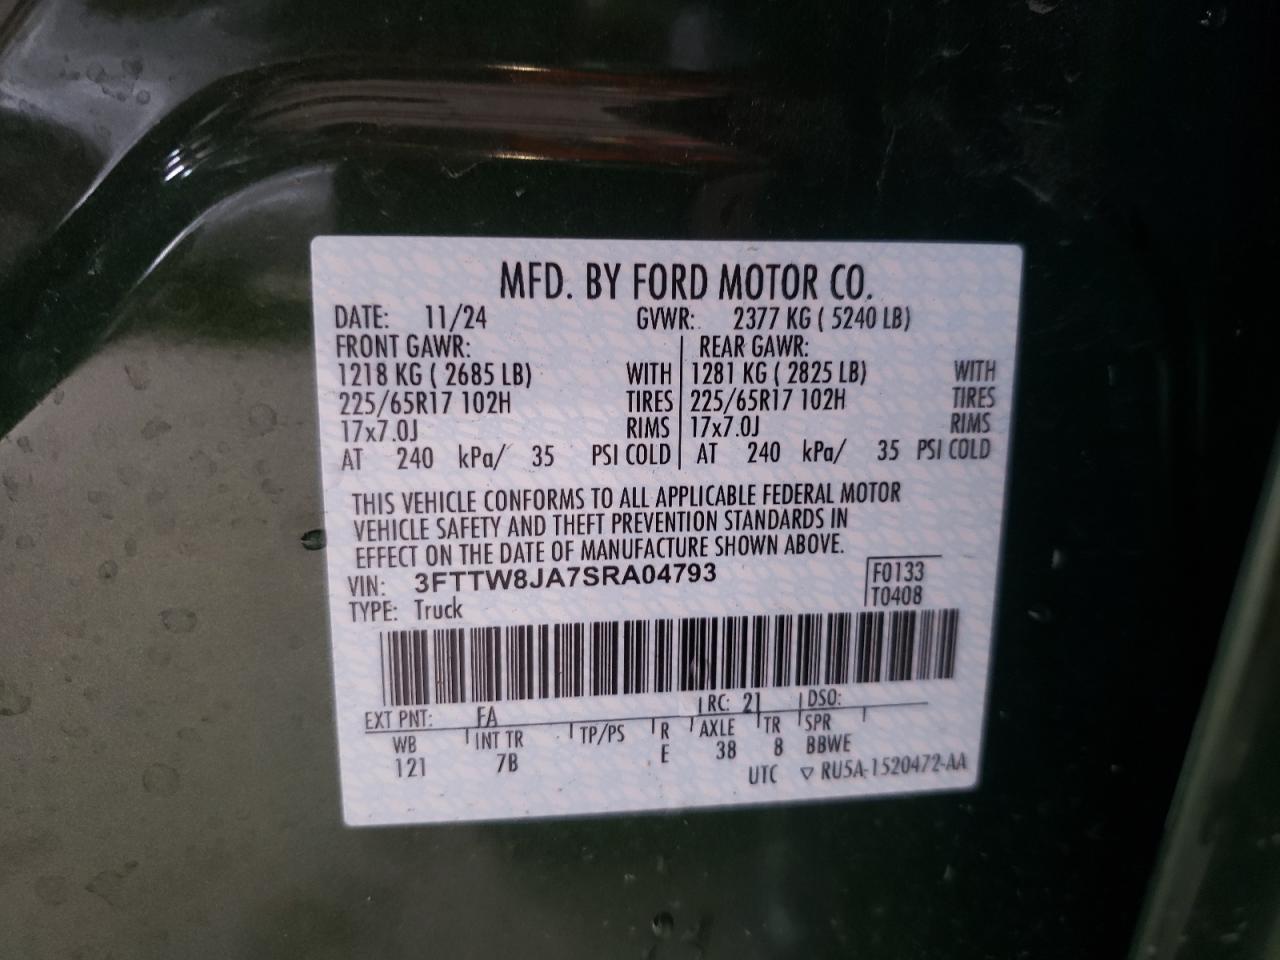 MFD. BY FORD MOTOR CO.
DATE: 11/24 GVWR: 2377 KG ( 5240 LB)
FRONT GAWR: REAR GAWR:
1218 KG ( 2685 LB) WITH 1281 KG ( 2825 LB) WITH
225/65R17 102H TIRES 225/65R17 102H TIRES
17x7.0J RIMS 17x7.0J RIMS
AT 240 kPa/ 35 PSI COLD AT 240 kPa/ 35 PSI COLD
THIS VEHICLE CONFORMS TO ALL APPLICABLE FEDERAL MOTOR
VEHICLE SAFETY AND THEFT PREVENTION STANDARDS IN
EFFECT ON THE DATE OF MANUFACTURE SHOWN ABOVE.
VIN: 3FTTW8JA7SRA04793 F0133
TYPE: Truck T0408
EXT PNT: FA RC: 21 DSO:
WB INT TR TP/PS R AXLE TR SPR
121 7B E 38 8 BBWE
UTC ▽ RU5A-1520472-AA